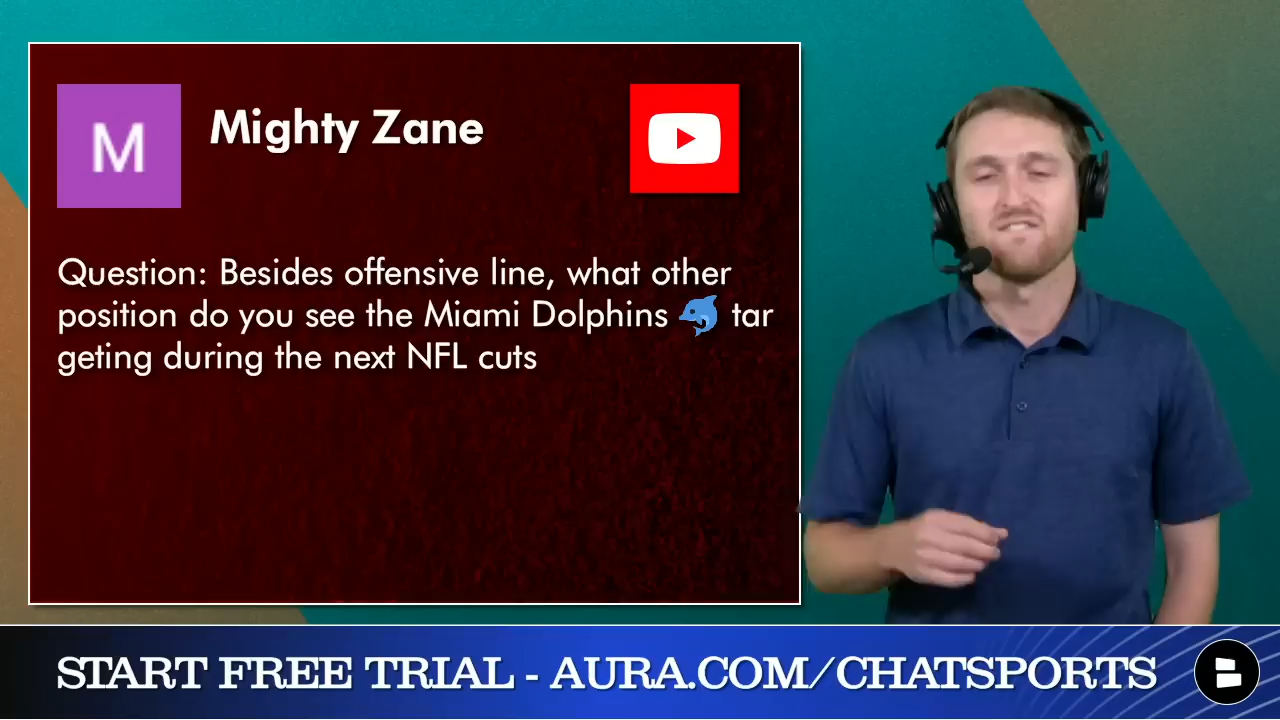 M
Mighty Zane
Question: Besides offensive line, what other
position do you see the Miami Dolphins 🐬 tar
geting during the next NFL cuts
START FREE TRIAL - AURA.COM/CHATSPORTS